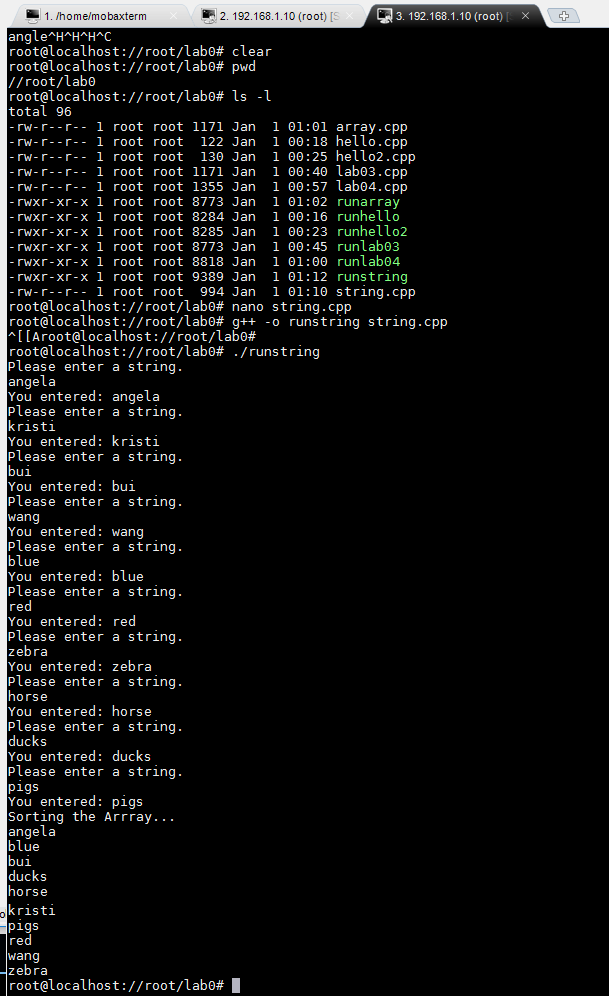 1. /home/mobaxterm
2. 192.168.1.10 (root) [S
3. 192.168.1.10 (root) [
angle^H^H^H^C
root@localhost://root/lab0# clear
root@localhost://root/lab0# pwd
//root/lab0
root@localhost://root/lab0# ls -l
total 96
-rw-r--r-- 1 root root 1171 Jan  1 01:01 array.cpp
-rw-r--r-- 1 root root  122 Jan  1 00:18 hello.cpp
-rw-r--r-- 1 root root  130 Jan  1 00:25 hello2.cpp
-rw-r--r-- 1 root root 1171 Jan  1 00:40 lab03.cpp
-rw-r--r-- 1 root root 1355 Jan  1 00:57 lab04.cpp
-rwxr-xr-x 1 root root 8773 Jan  1 01:02 runarray
-rwxr-xr-x 1 root root 8284 Jan  1 00:16 runhello
-rwxr-xr-x 1 root root 8285 Jan  1 00:23 runhello2
-rwxr-xr-x 1 root root 8773 Jan  1 00:45 runlab03
-rwxr-xr-x 1 root root 8818 Jan  1 01:00 runlab04
-rwxr-xr-x 1 root root 9389 Jan  1 01:12 runstring
-rw-r--r-- 1 root root  994 Jan  1 01:10 string.cpp
root@localhost://root/lab0# nano string.cpp
root@localhost://root/lab0# g++ -o runstring string.cpp
^[[Aroot@localhost://root/lab0#
root@localhost://root/lab0# ./runstring
Please enter a string.
angela
You entered: angela
Please enter a string.
kristi
You entered: kristi
Please enter a string.
bui
You entered: bui
Please enter a string.
wang
You entered: wang
Please enter a string.
blue
You entered: blue
Please enter a string.
red
You entered: red
Please enter a string.
zebra
You entered: zebra
Please enter a string.
horse
You entered: horse
Please enter a string.
ducks
You entered: ducks
Please enter a string.
pigs
You entered: pigs
Sorting the Arrray...
angela
blue
bui
ducks
horse
kristi
pigs
red
wang
zebra
root@localhost://root/lab0#